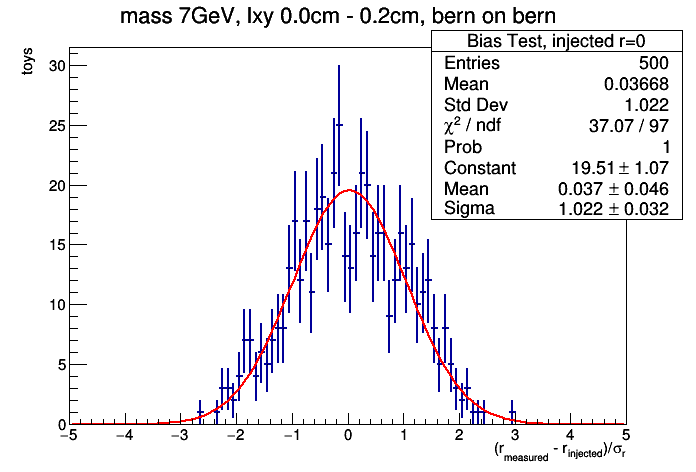 mass 7GeV, lxy 0.0cm - 0.2cm, bern on bern
Bias Test, injected r=0
Entries 500
Mean 0.03668
Std Dev 1.022
χ² / ndf 37.07 / 97
Prob 1
Constant 19.51 ± 1.07
Mean 0.037 ± 0.046
Sigma 1.022 ± 0.032
toys
30
25
20
15
10
5
0
−5 −4 −3 −2 −1 0 1 2 3 4 5
(r_measured - r_injected)/σ_r